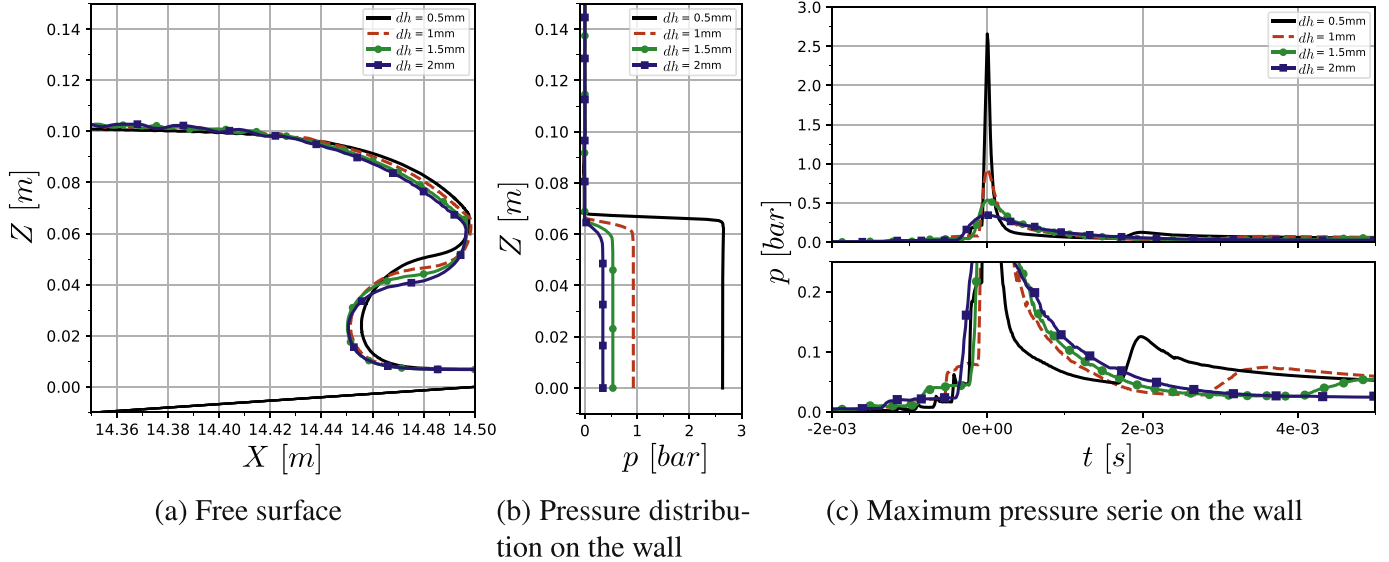 0.14
0.12
0.10
0.08
0.06
0.04
0.02
0.00
Z [m]
14.36 14.38 14.40 14.42 14.44 14.46 14.48 14.50
X [m]
dh = 0.5mm
dh = 1mm
dh = 1.5mm
dh = 2mm
(a) Free surface
0.14
0.12
0.10
0.08
0.06
0.04
0.02
0.00
Z [m]
0 1 2 3
p [bar]
dh = 0.5mm
dh = 1mm
dh = 1.5mm
dh = 2mm
(b) Pressure distribu-
tion on the wall
3.0
2.5
2.0
1.5
1.0
0.5
0.0
dh = 0.5mm
dh = 1mm
dh = 1.5mm
dh = 2mm
p [bar]
0.2
0.1
0.0
-2e-03 0e+00 2e-03 4e-03
t [s]
(c) Maximum pressure serie on the wall